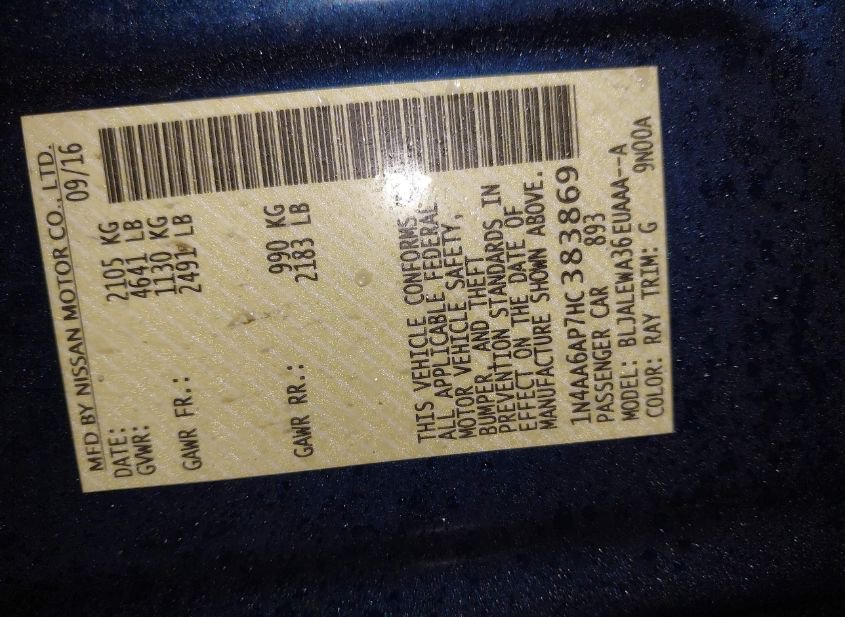 MFD BY NISSAN MOTOR CO., LTD.
DATE: 09/16
GVWR: 2105 KG
4641 LB
GAWR FR.: 1130 KG
2491 LB
GAWR RR.: 990 KG
2183 LB
THIS VEHICLE CONFORMS
ALL APPLICABLE FEDERAL
MOTOR VEHICLE SAFETY,
BUMPER, AND THEFT
PREVENTION STANDARDS IN
EFFECT ON THE DATE OF
MANUFACTURE SHOWN ABOVE.
1N4AA6AP7HC383869
PASSENGER CAR 893
MODEL: BLJALEWA36EUAAA--A
COLOR: RAY TRIM: G 9N00A